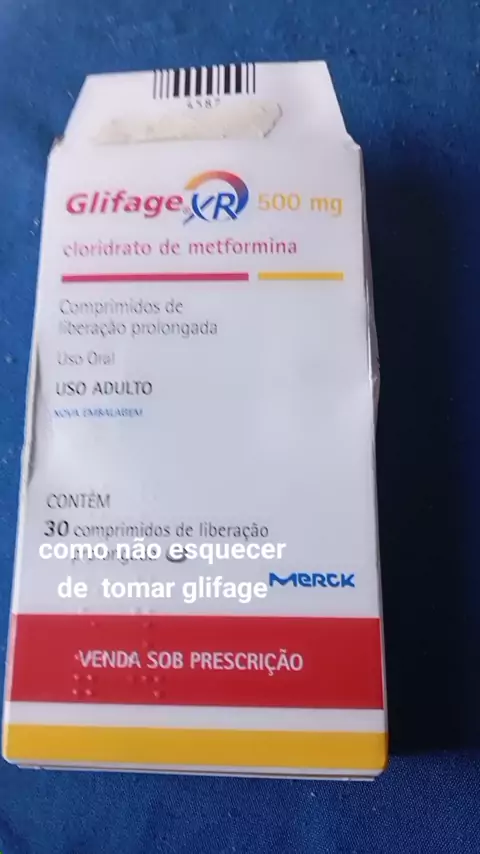 4587
Glifage XR 500 mg
cloridrato de metformina
Comprimidos de
liberação prolongada
Uso Oral
USO ADULTO
NOVA EMBALAGEM
CONTÉM
30 comprimidos de liberação
como não esquecer
de tomar glifage
MERCK
VENDA SOB PRESCRIÇÃO